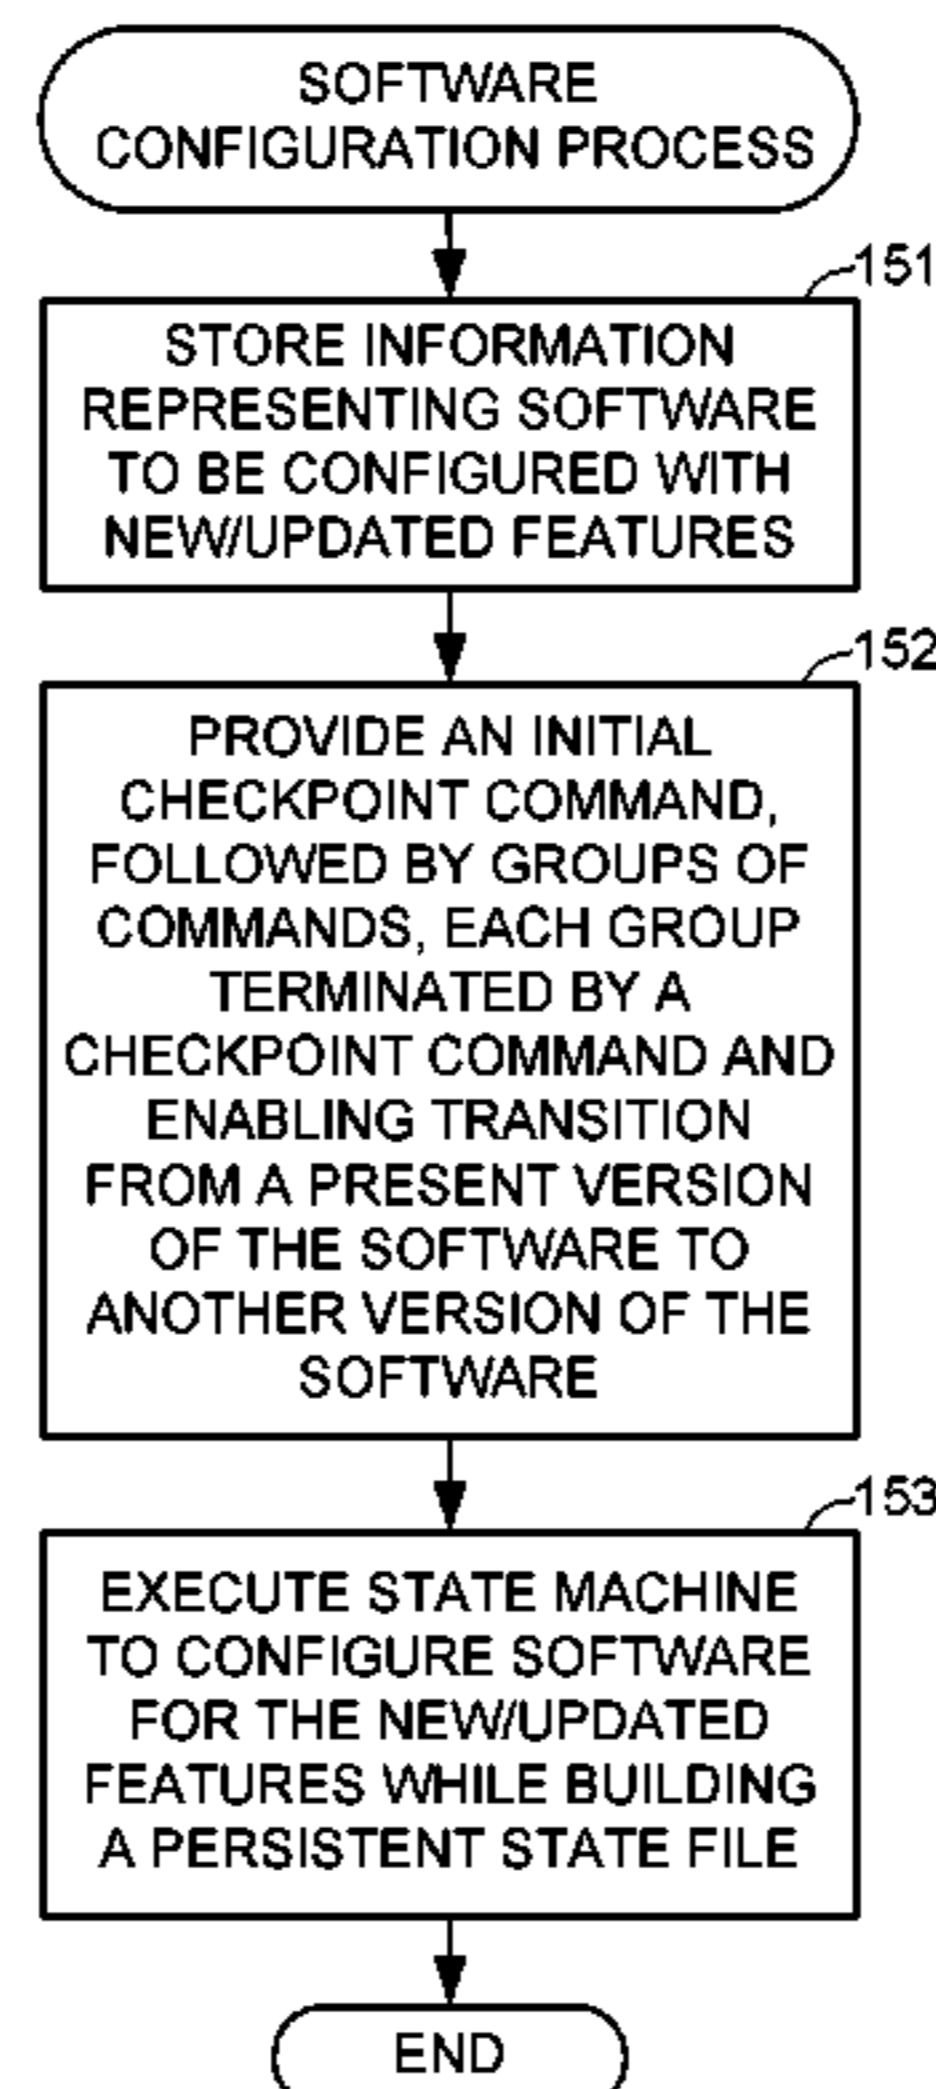 SOFTWARE
CONFIGURATION PROCESS
151
STORE INFORMATION
REPRESENTING SOFTWARE
TO BE CONFIGURED WITH
NEW/UPDATED FEATURES
152
PROVIDE AN INITIAL
CHECKPOINT COMMAND,
FOLLOWED BY GROUPS OF
COMMANDS, EACH GROUP
TERMINATED BY A
CHECKPOINT COMMAND AND
ENABLING TRANSITION
FROM A PRESENT VERSION
OF THE SOFTWARE TO
ANOTHER VERSION OF THE
SOFTWARE
153
EXECUTE STATE MACHINE
TO CONFIGURE SOFTWARE
FOR THE NEW/UPDATED
FEATURES WHILE BUILDING
A PERSISTENT STATE FILE
END